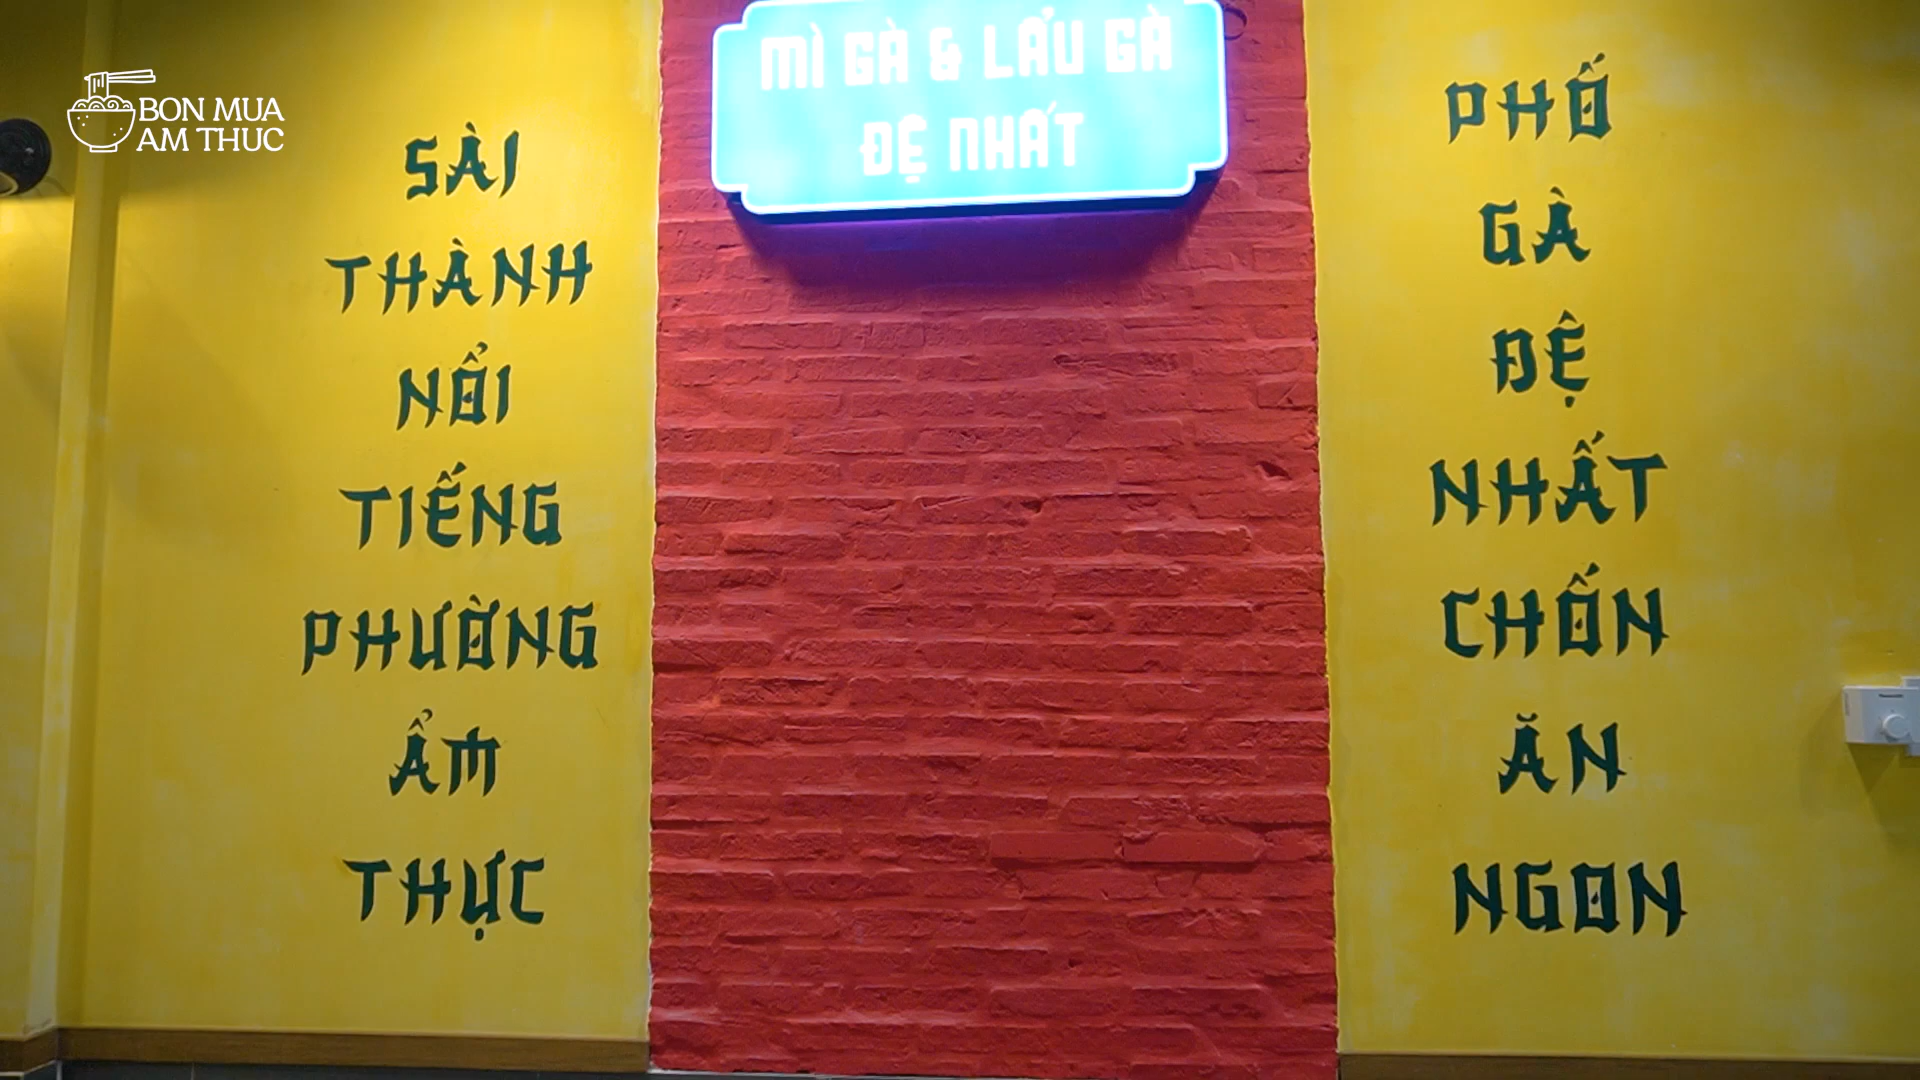 BON MUA
AM THUC
MÌ GÀ & LẨU GÀ
ĐỆ NHẤT
SÀI
THÀNH
NỔI
TIẾNG
PHƯỜNG
ẨM
THỰC
PHỐ
GÀ
ĐỆ
NHẤT
CHỐN
ĂN
NGON
Panasonic